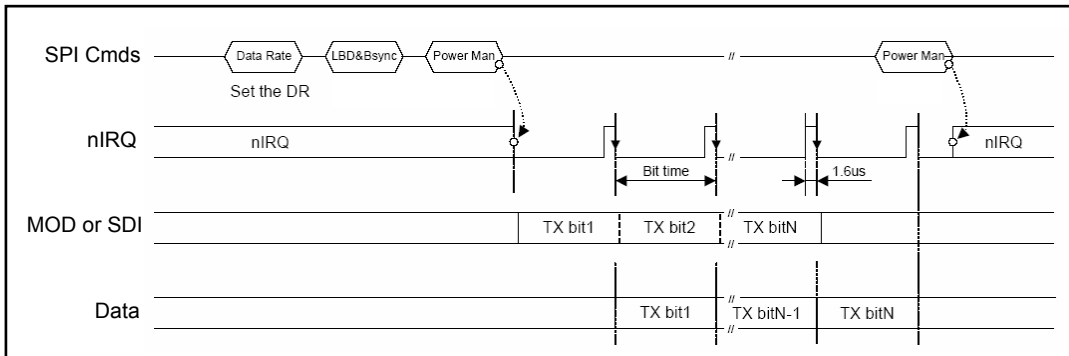 SPI Cmds Data Rate LBD&Bsync Power Man // Power Man
Set the DR
nIRQ nIRQ // nIRQ
Bit time 1.6us
MOD or SDI TX bit1 TX bit2 // TX bitN //
Data // TX bit1 TX bitN-1 TX bitN //